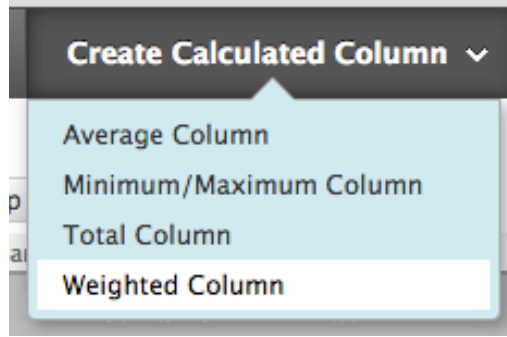 Create Calculated Column
Average Column
Minimum/Maximum Column
p
Total Column
Weighted Column